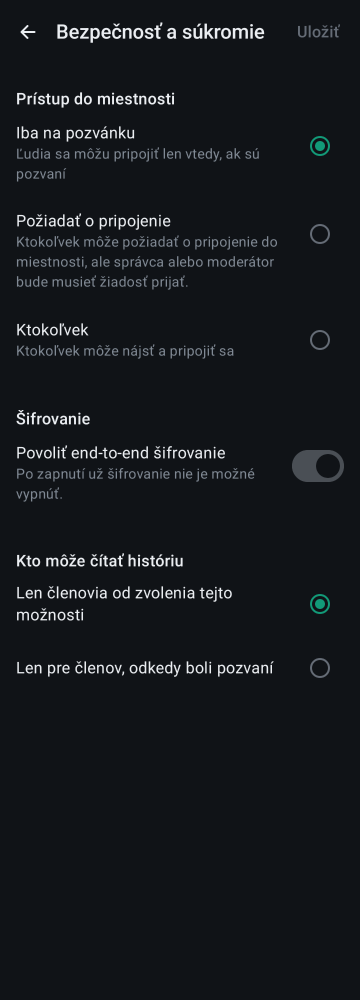 Bezpečnosť a súkromie
Uložiť
Prístup do miestnosti
Iba na pozvánku
Ľudia sa môžu pripojiť len vtedy, ak sú
pozvaní
Požiadať o pripojenie
Ktokoľvek môže požiadať o pripojenie do
miestnosti, ale správca alebo moderátor
bude musieť žiadosť prijať.
Ktokoľvek
Ktokoľvek môže nájsť a pripojiť sa
Šifrovanie
Povoliť end-to-end šifrovanie
Po zapnutí už šifrovanie nie je možné
vypnúť.
Kto môže čítať históriu
Len členovia od zvolenia tejto
možnosti
Len pre členov, odkedy boli pozvaní